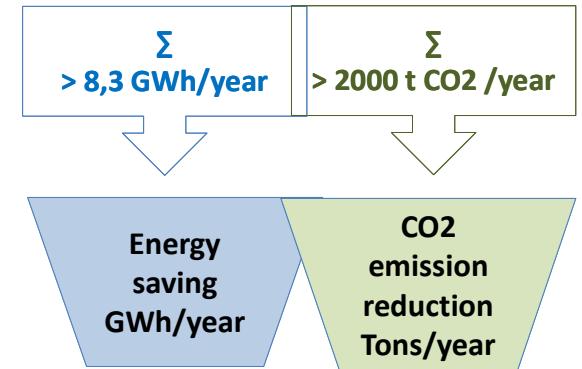 Σ
> 8,3 GWh/year
Σ
> 2000 t CO2 /year
Energy
saving
GWh/year
CO2
emission
reduction
Tons/year